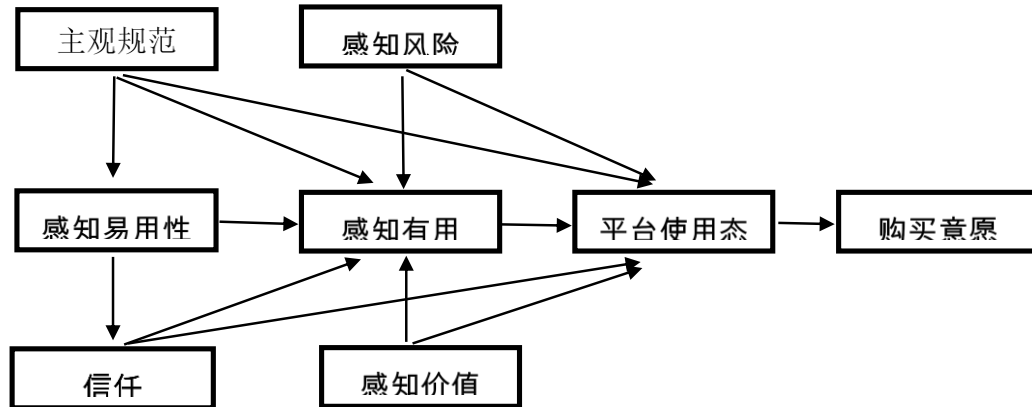 主观规范
感知风险
感知易用性
感知有用
平台使用态
购买意愿
信任
感知价值